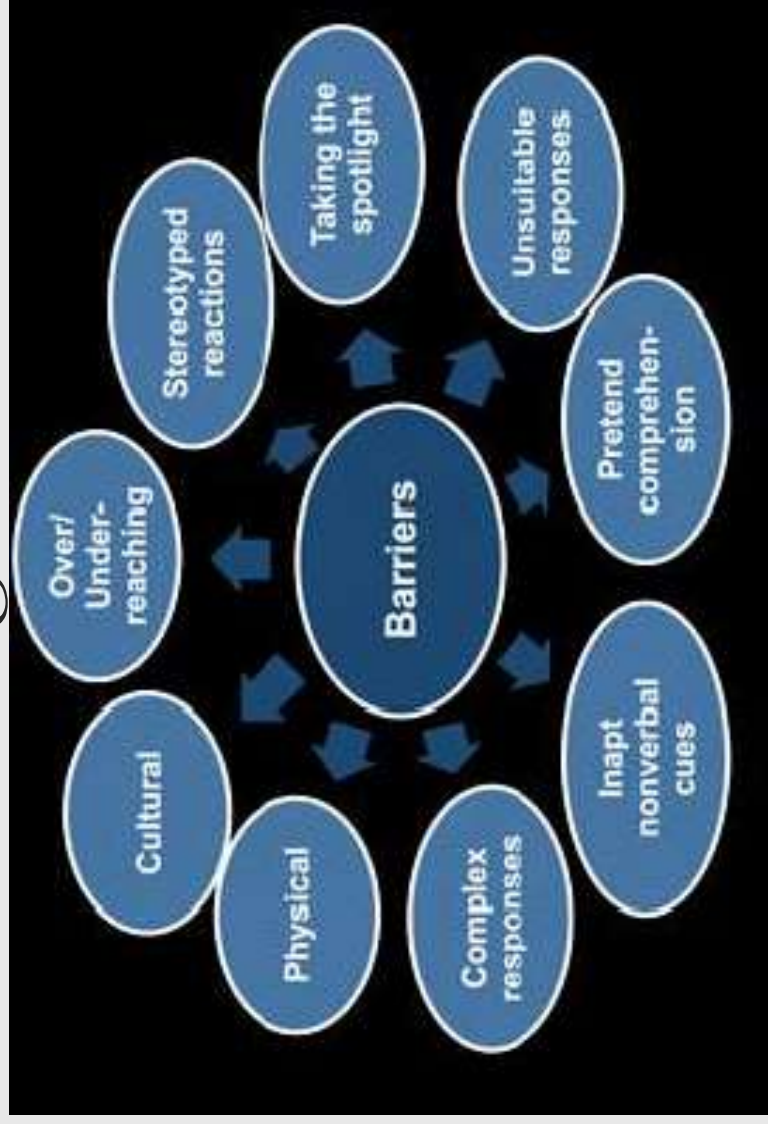 Over/
Under-
reaching
Stereotyped
reactions
Taking the
spotlight
Unsuitable
responses
Pretend
comprehen-
sion
Inapt
nonverbal
cues
Complex
responses
Physical
Cultural
Barriers